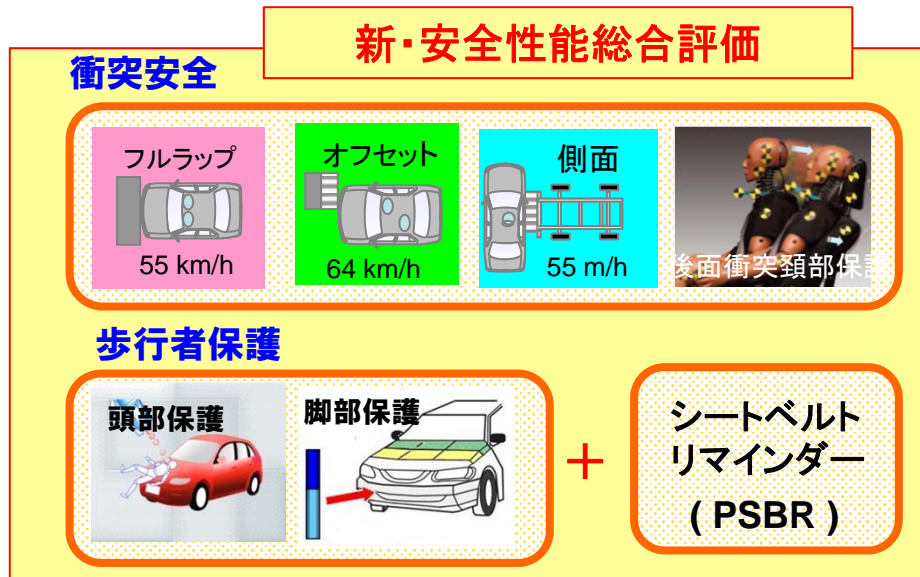 新・安全性能総合評価
衝突安全
フルラップ
55 km/h
オフセット
64 km/h
側面
55 m/h
後面衝突頚部保護
歩行者保護
頭部保護
脚部保護
+
シートベルト
リマインダー
( PSBR )